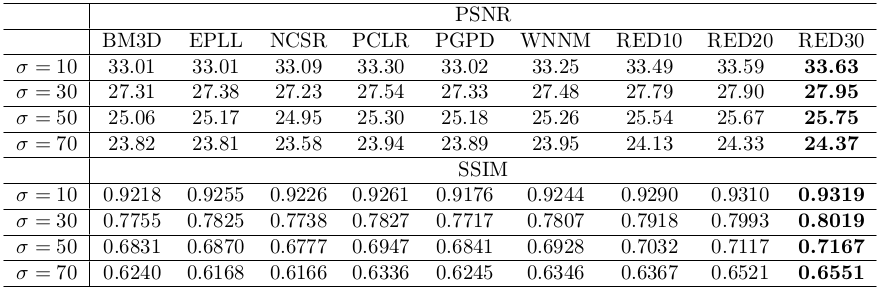 PSNR
BM3D EPLL NCSR PCLR PGPD WNNM RED10 RED20 RED30
σ = 10 33.01 33.01 33.09 33.30 33.02 33.25 33.49 33.59 33.63
σ = 30 27.31 27.38 27.23 27.54 27.33 27.48 27.79 27.90 27.95
σ = 50 25.06 25.17 24.95 25.30 25.18 25.26 25.54 25.67 25.75
σ = 70 23.82 23.81 23.58 23.94 23.89 23.95 24.13 24.33 24.37
SSIM
σ = 10 0.9218 0.9255 0.9226 0.9261 0.9176 0.9244 0.9290 0.9310 0.9319
σ = 30 0.7755 0.7825 0.7738 0.7827 0.7717 0.7807 0.7918 0.7993 0.8019
σ = 50 0.6831 0.6870 0.6777 0.6947 0.6841 0.6928 0.7032 0.7117 0.7167
σ = 70 0.6240 0.6168 0.6166 0.6336 0.6245 0.6346 0.6367 0.6521 0.6551